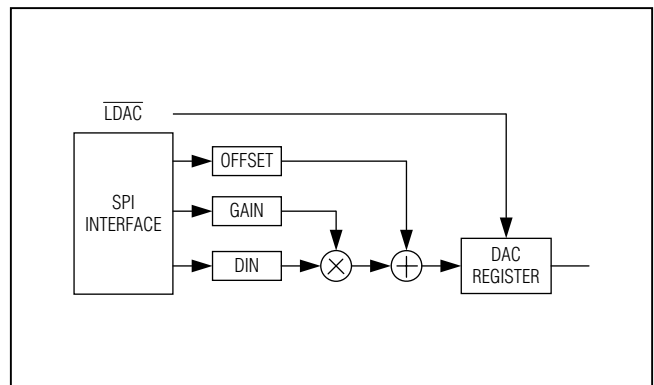 LDAC
OFFSET
SPI
INTERFACE
GAIN
DIN
DAC
REGISTER